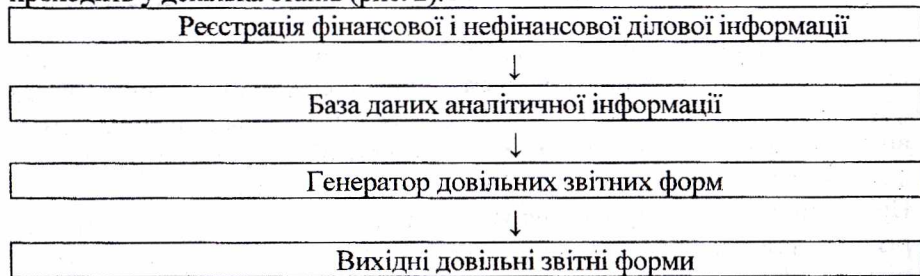 Реєстрація фінансової і нефінансової ділової інформації
↓
База даних аналітичної інформації
↓
Генератор довільних звітних форм
↓
Вихідні довільні звітні форми